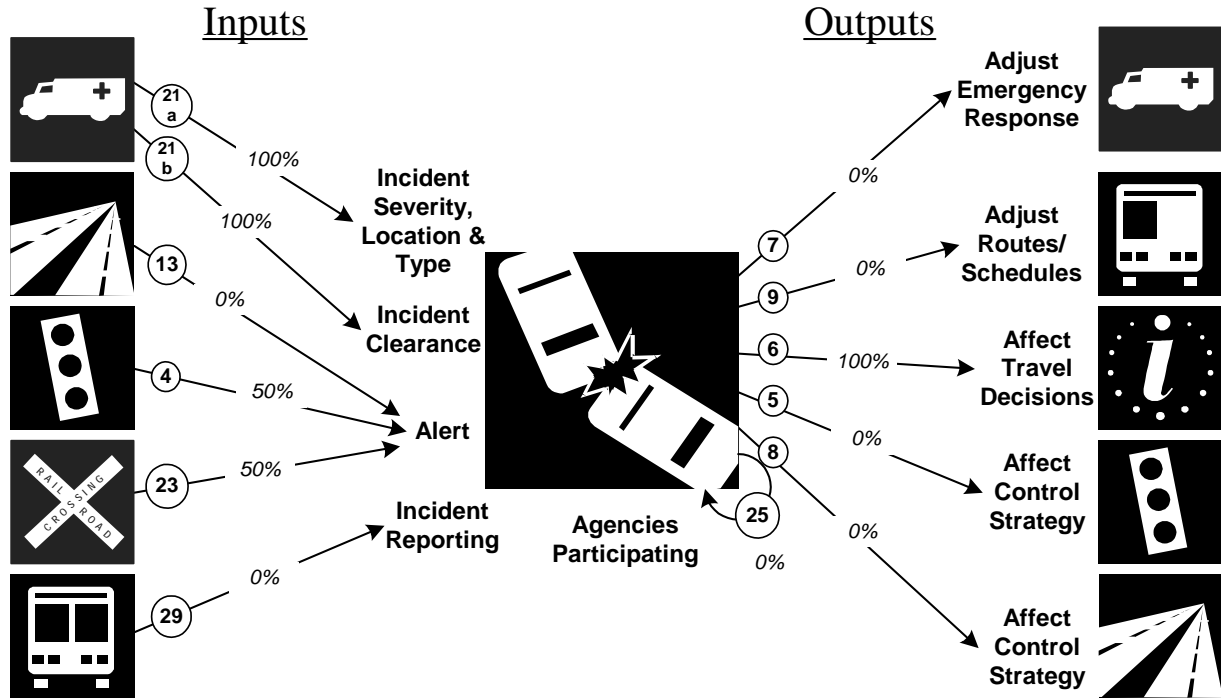 Inputs
Outputs
21
a
21
b
13
4
23
29
100%
100%
0%
50%
50%
0%
Incident
Severity,
Location &
Type
Incident
Clearance
Alert
Incident
Reporting
RAIL
ROAD
CROSSING
Agencies
Participating
25
0%
7
9
6
5
8
0%
0%
100%
0%
0%
Adjust
Emergency
Response
Adjust
Routes/
Schedules
Affect
Travel
Decisions
i
Affect
Control
Strategy
Affect
Control
Strategy